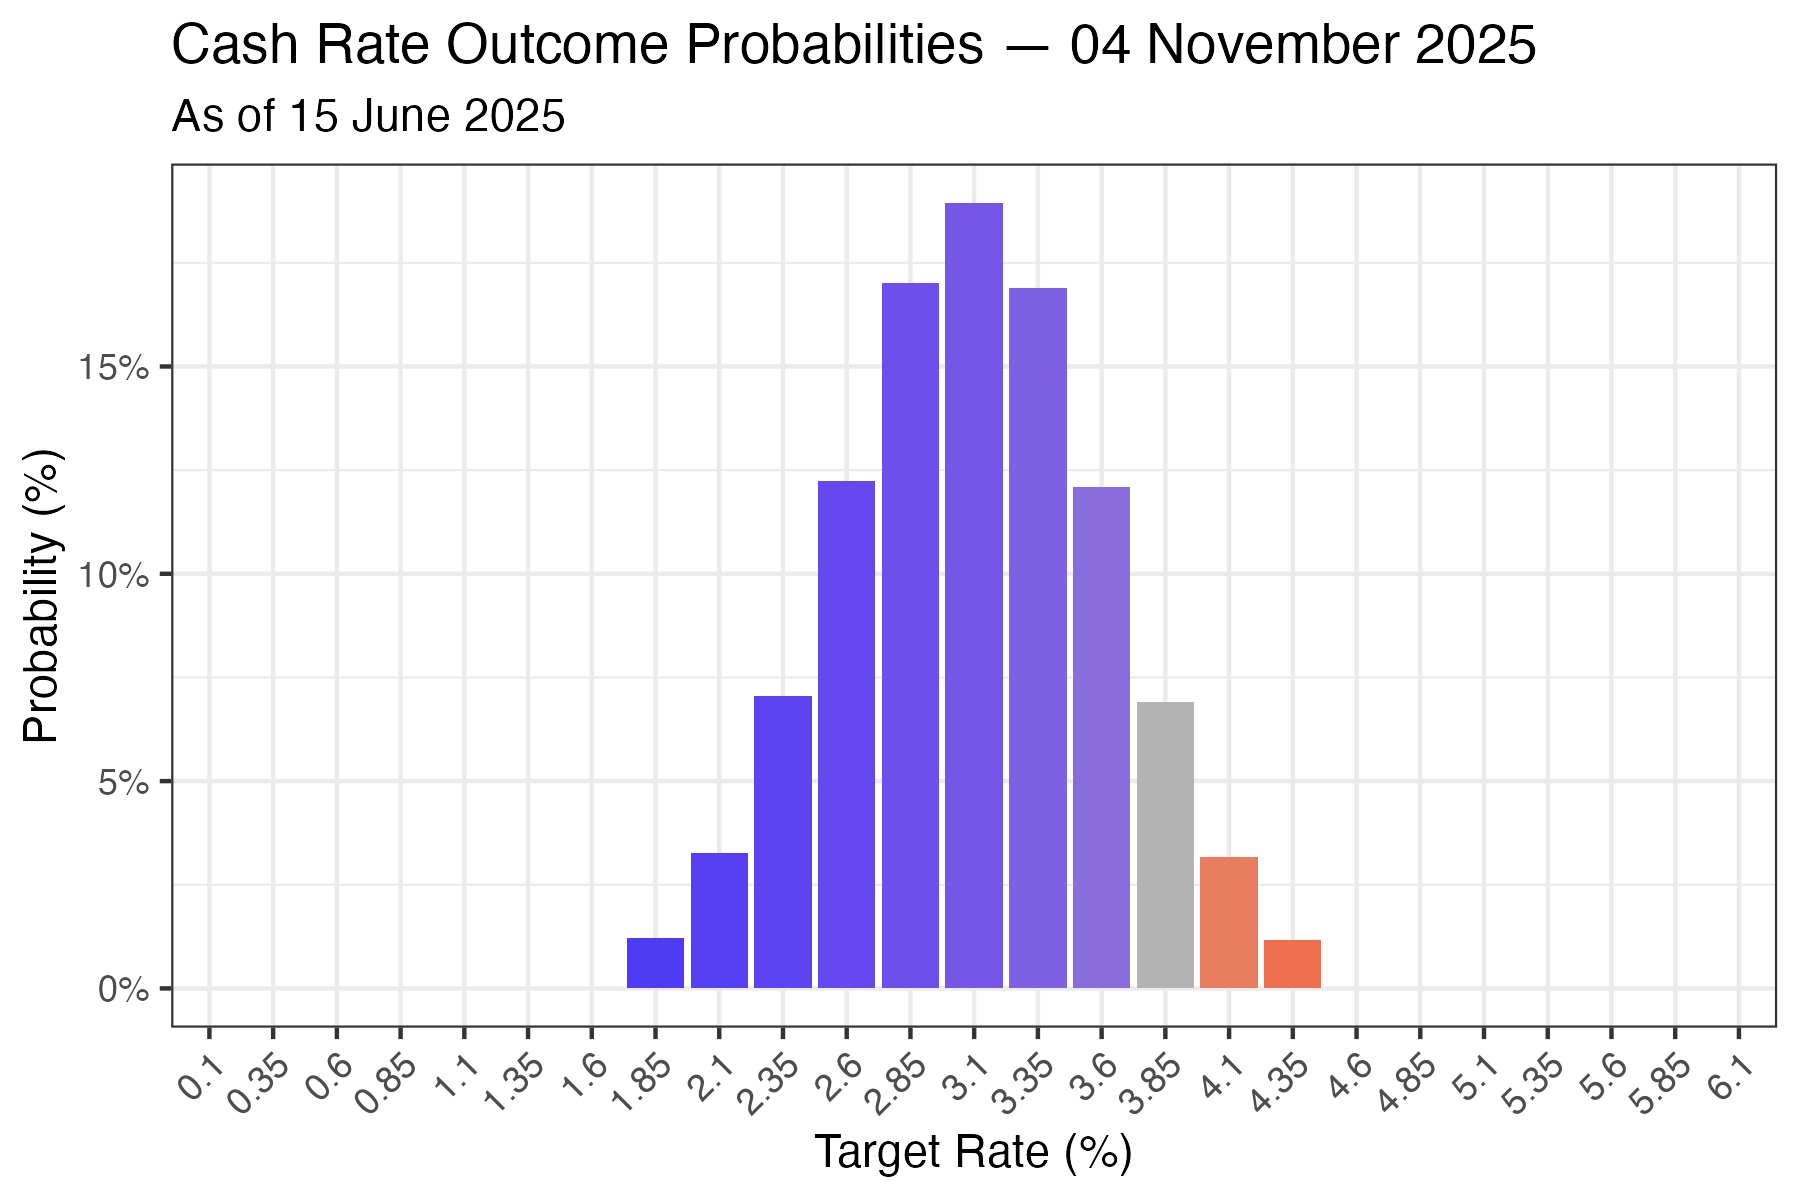 Cash Rate Outcome Probabilities — 04 November 2025
As of 15 June 2025
Probability (%)
15%
10%
5%
0%
0.1 0.35 0.6 0.85 1.1 1.35 1.6 1.85 2.1 2.35 2.6 2.85 3.1 3.35 3.6 3.85 4.1 4.35 4.6 4.85 5.1 5.35 5.6 5.85 6.1
Target Rate (%)